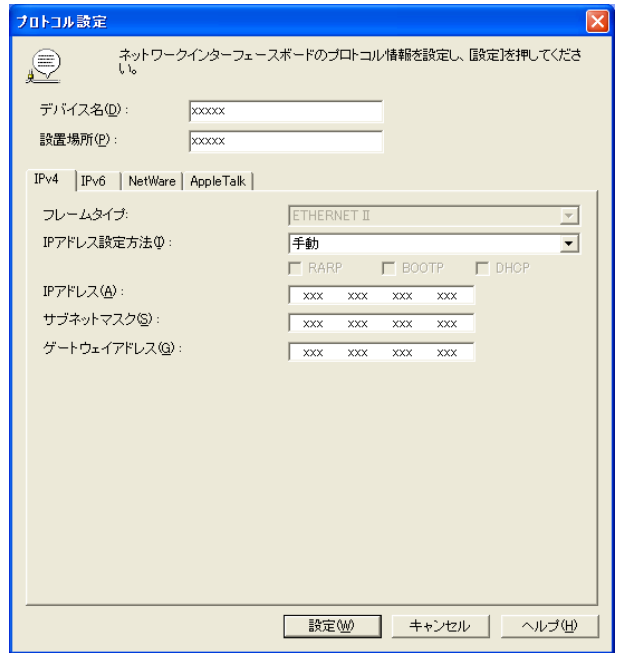 プロトコル設定
ネットワークインターフェースボードのプロトコル情報を設定し、[設定]を押してくださ
い。
デバイス名(D): xxxxx
設置場所(P): xxxxx
IPv4 IPv6 NetWare AppleTalk
フレームタイプ: ETHERNET II
IPアドレス設定方法(I): 手動
RARP BOOTP DHCP
IPアドレス(A): xxx xxx xxx xxx
サブネットマスク(S): xxx xxx xxx xxx
ゲートウェイアドレス(G): xxx xxx xxx xxx
設定(W) キャンセル ヘルプ(H)